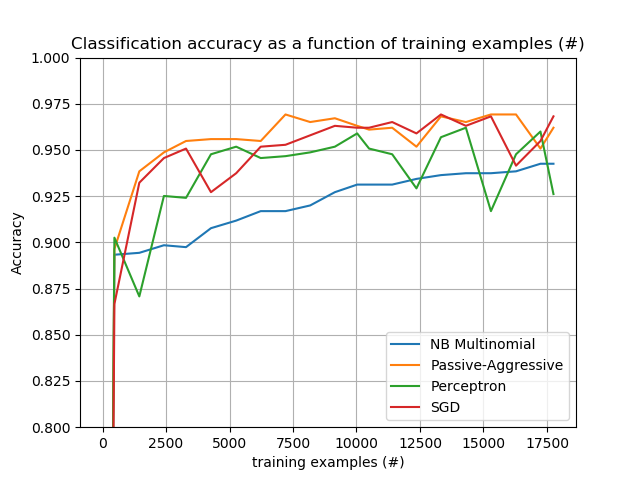 Classification accuracy as a function of training examples (#)
1.000
0.975
0.950
0.925
0.900
0.875
0.850
0.825
0.800
Accuracy
NB Multinomial
Passive-Aggressive
Perceptron
SGD
0 2500 5000 7500 10000 12500 15000 17500
training examples (#)